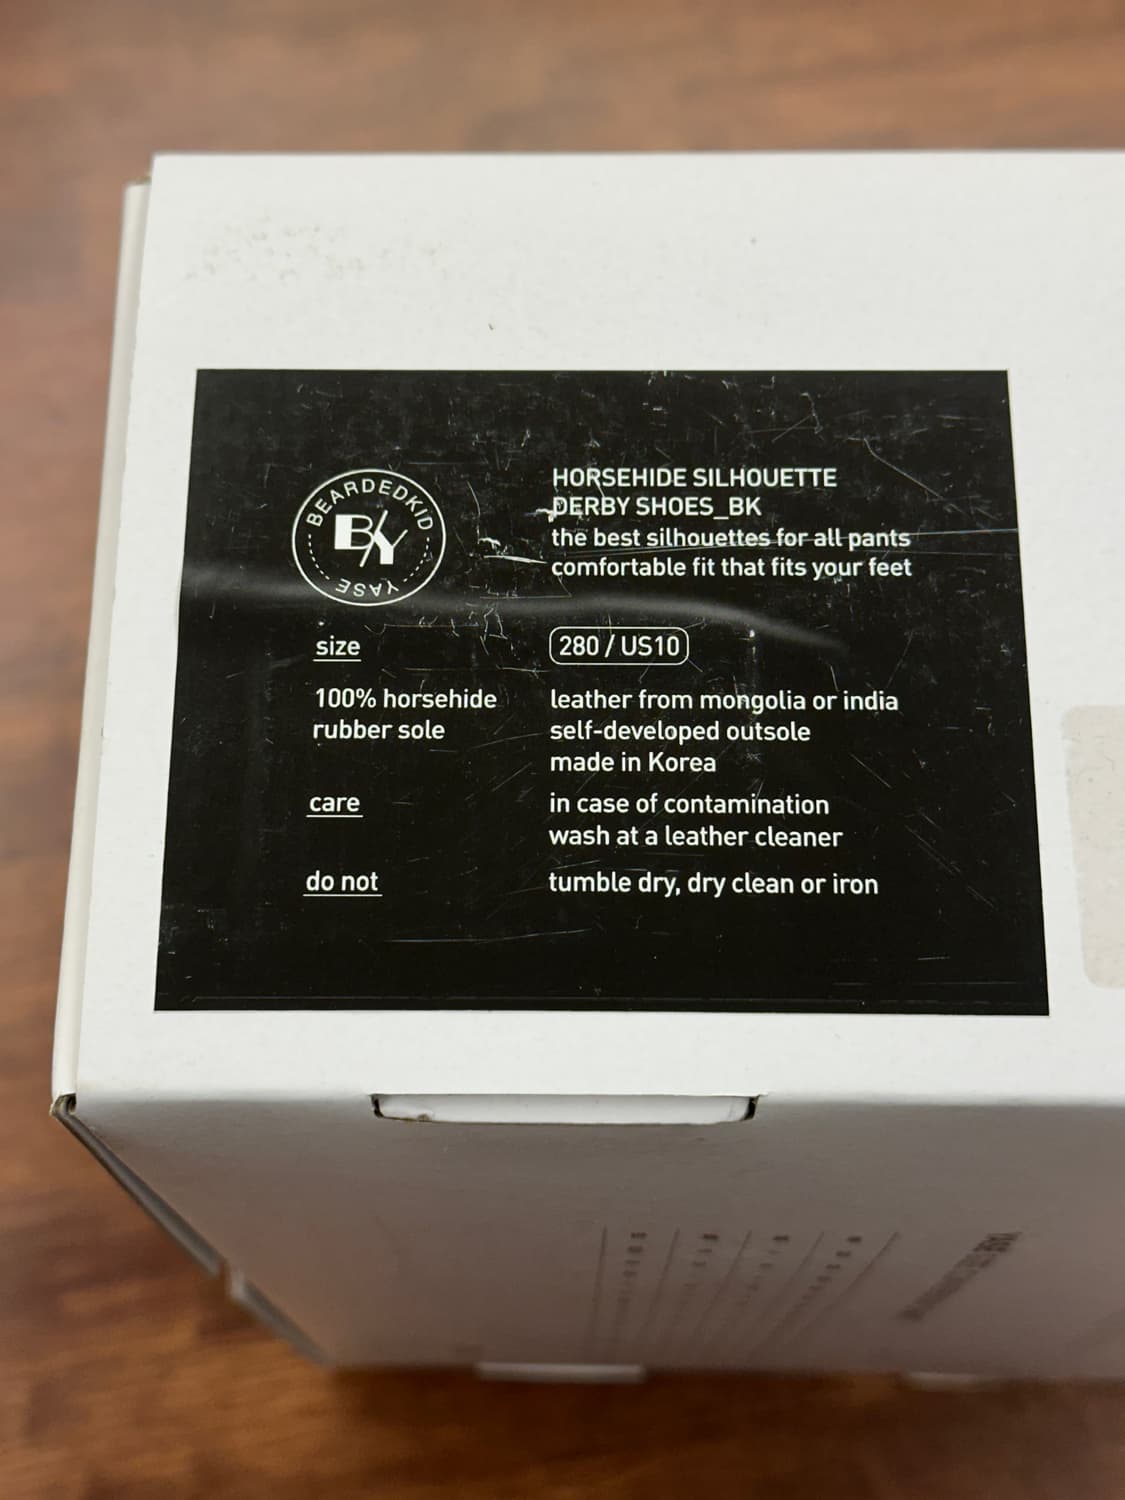 BEARDEDKID
B/Y
YASE
HORSEHIDE SILHOUETTE
DERBY SHOES_BK
the best silhouettes for all pants
comfortable fit that fits your feet
size
280 / US10
100% horsehide
rubber sole
leather from mongolia or india
self-developed outsole
made in Korea
care
in case of contamination
wash at a leather cleaner
do not
tumble dry, dry clean or iron